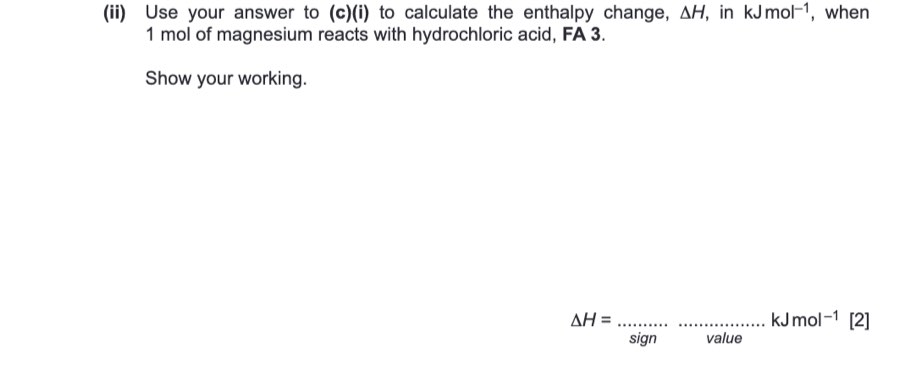 (ii) Use your answer to (c)(i) to calculate the enthalpy change, ΔH, in kJ mol⁻¹, when
1 mol of magnesium reacts with hydrochloric acid, FA 3.
Show your working.
ΔH = .......... ................. kJ mol⁻¹ [2]
sign value